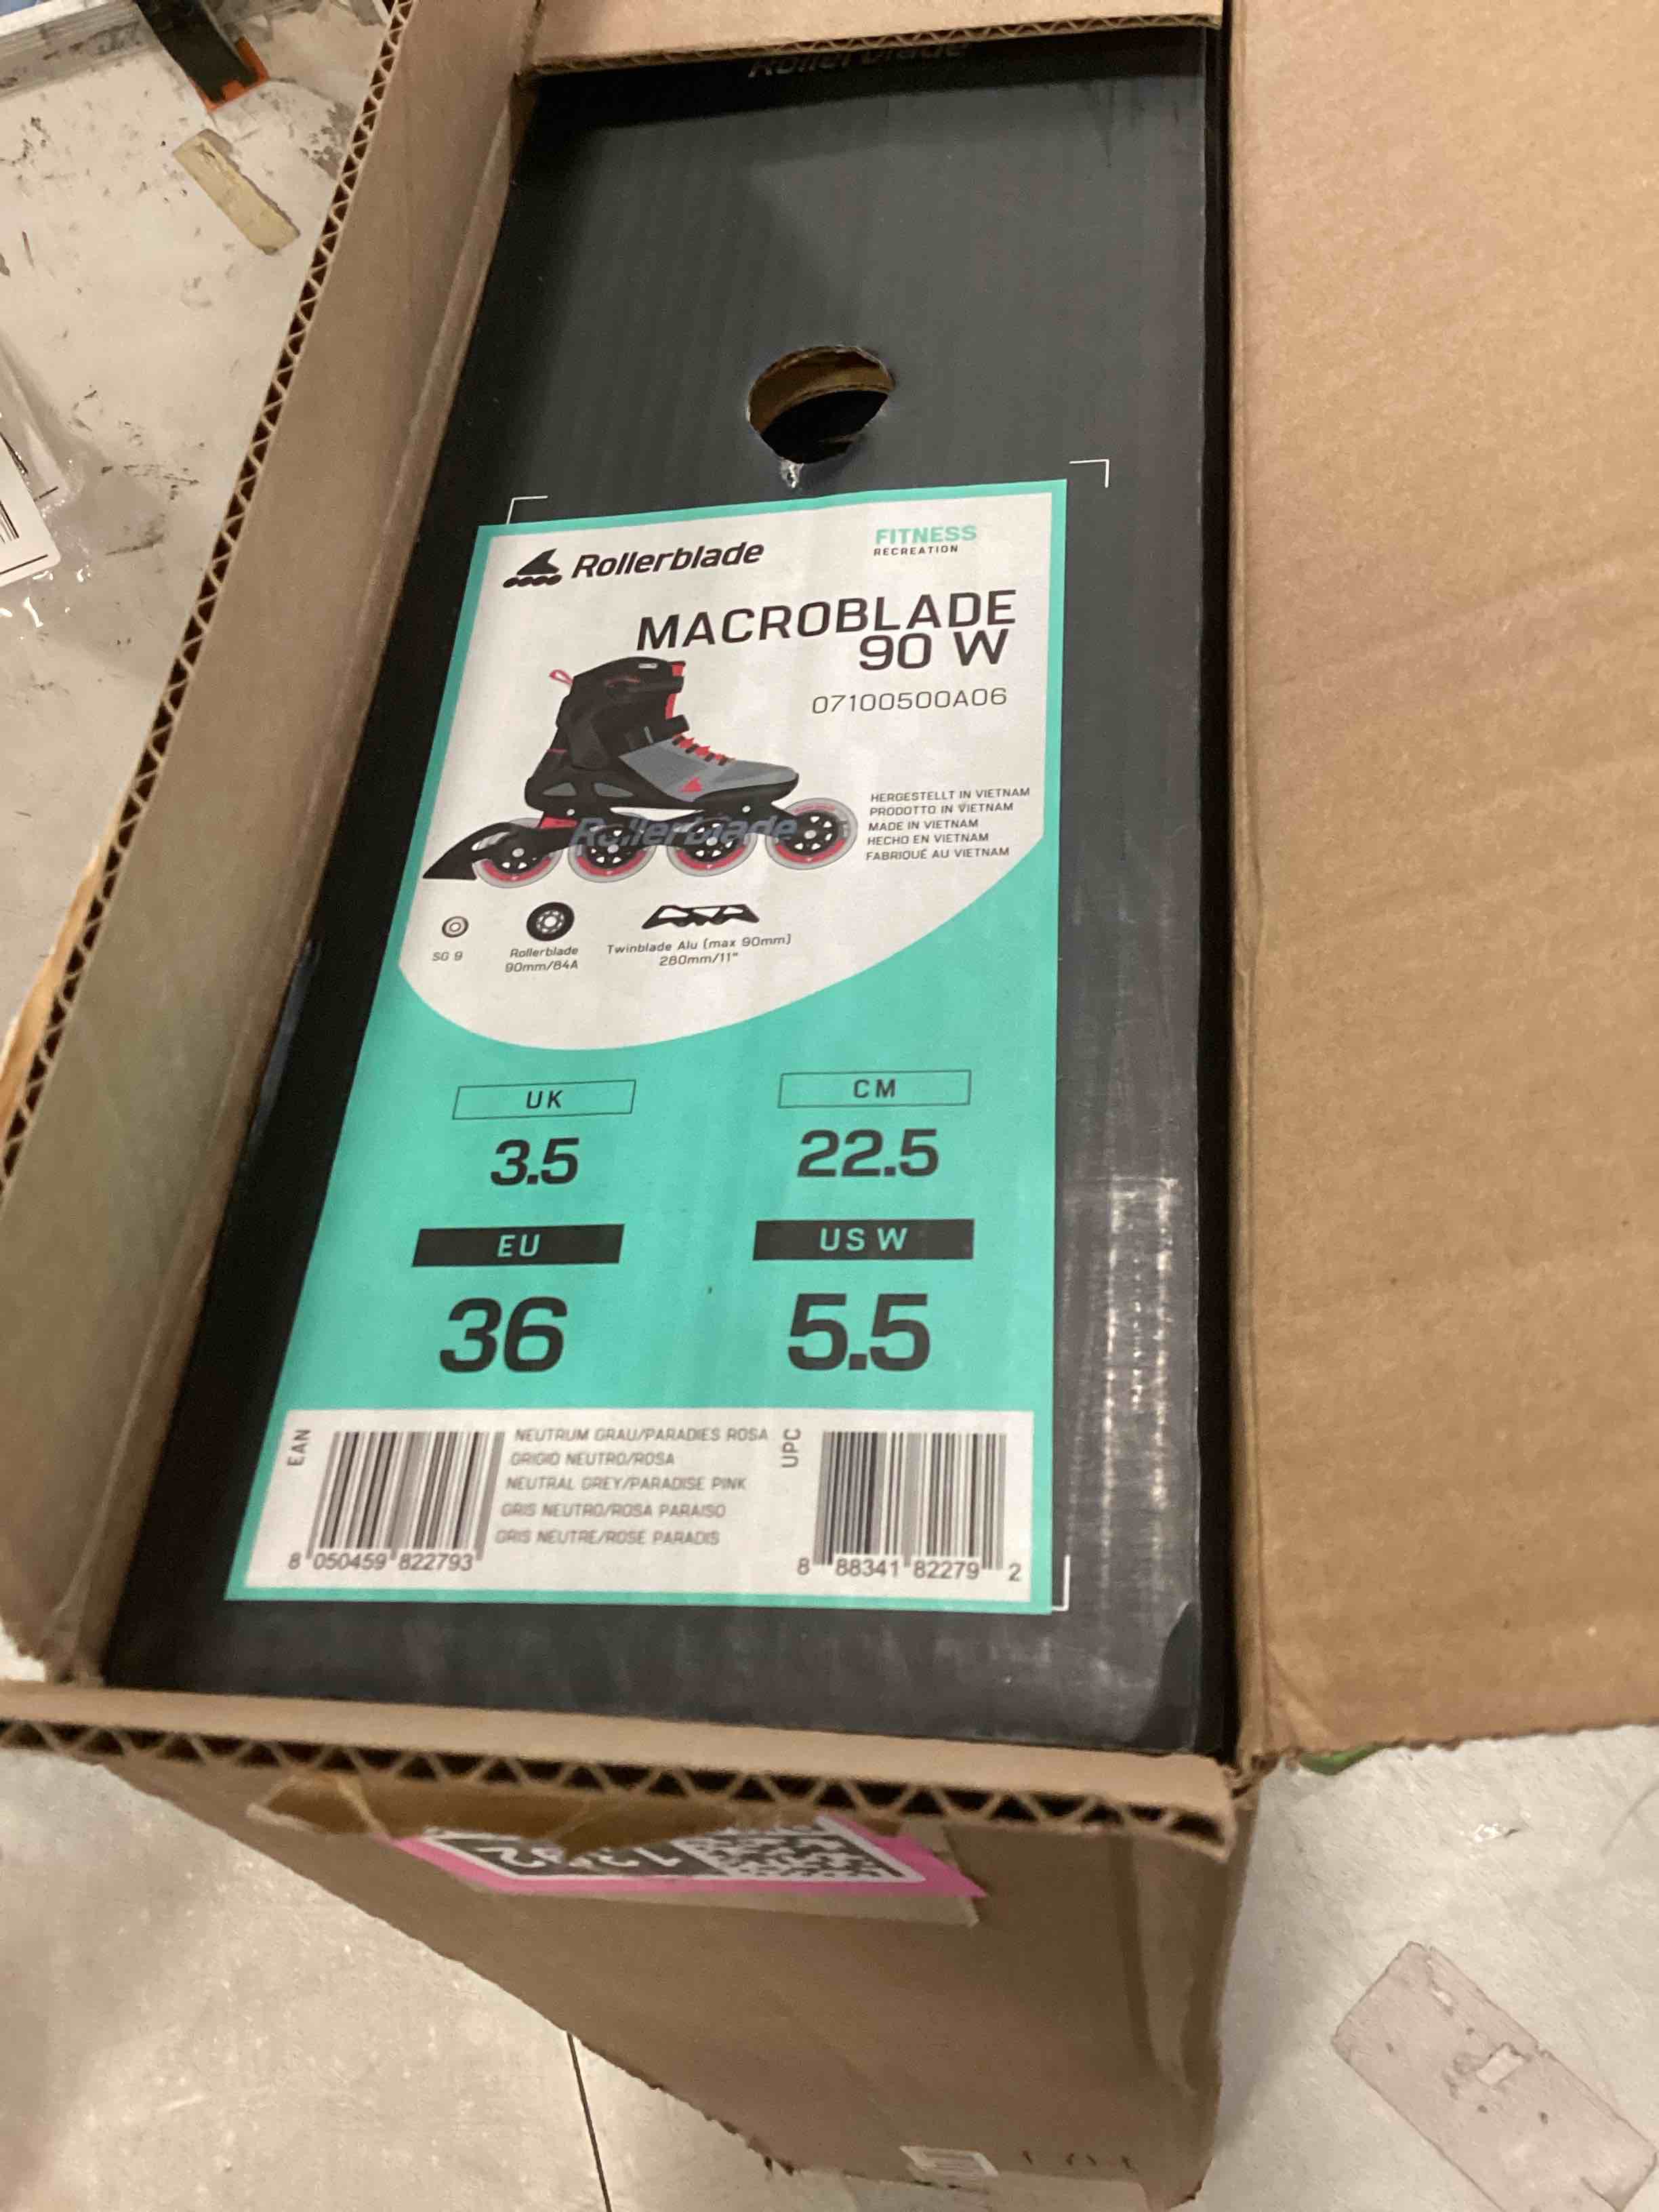 Rollerblade
Rollerblade
FITNESS
RECREATION
MACROBLADE
90 W
07100500A06
Rollerblade
HERGESTELLT IN VIETNAM
PRODOTTO IN VIETNAM
MADE IN VIETNAM
HECHO EN VIETNAM
FABRIQUÉ AU VIETNAM
SG 9
Rollerblade
90mm/84A
Twinblade Alu (max 90mm)
280mm/11"
UK
3.5
CM
22.5
EU
36
US W
5.5
EAN
8 050459 822793
NEUTRUM GRAU/PARADIES ROSA
GRIGIO NEUTRO/ROSA
NEUTRAL GREY/PARADISE PINK
GRIS NEUTRO/ROSA PARAISO
GRIS NEUTRE/ROSE PARADIS
UPC
8 88341 82279 2